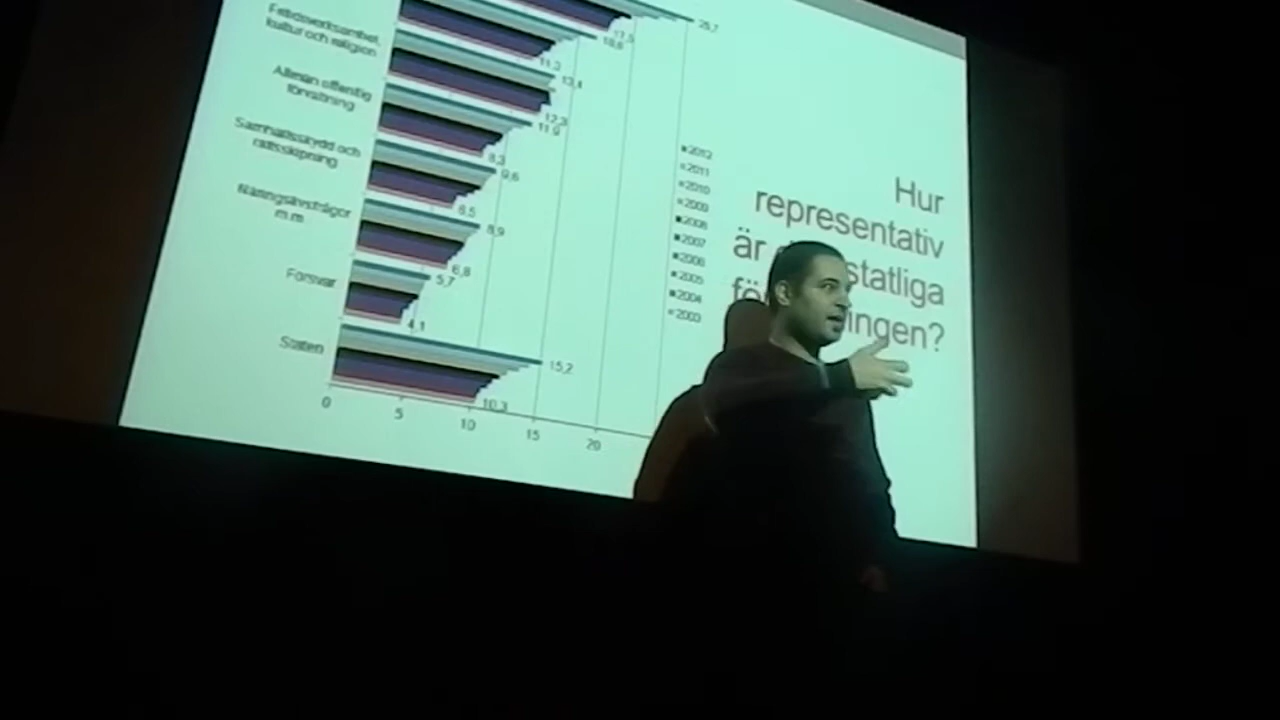 Fritidsverksamhet,
kultur och religion
Allmän offentlig
förvaltning
Samhällsskydd och
rättsskipning
Näringslivsfrågor
m.m
Försvar
Staten
25,7
17,5
18,6
11,3
13,4
12,3
11,9
8,3
9,6
6,5
8,9
6,8
5,7
4,1
15,2
10,3
0
5
10
15
20
2012
2011
2010
2009
2008
2007
2006
2005
2004
2003
Hur
representativ
är statliga
ingen?